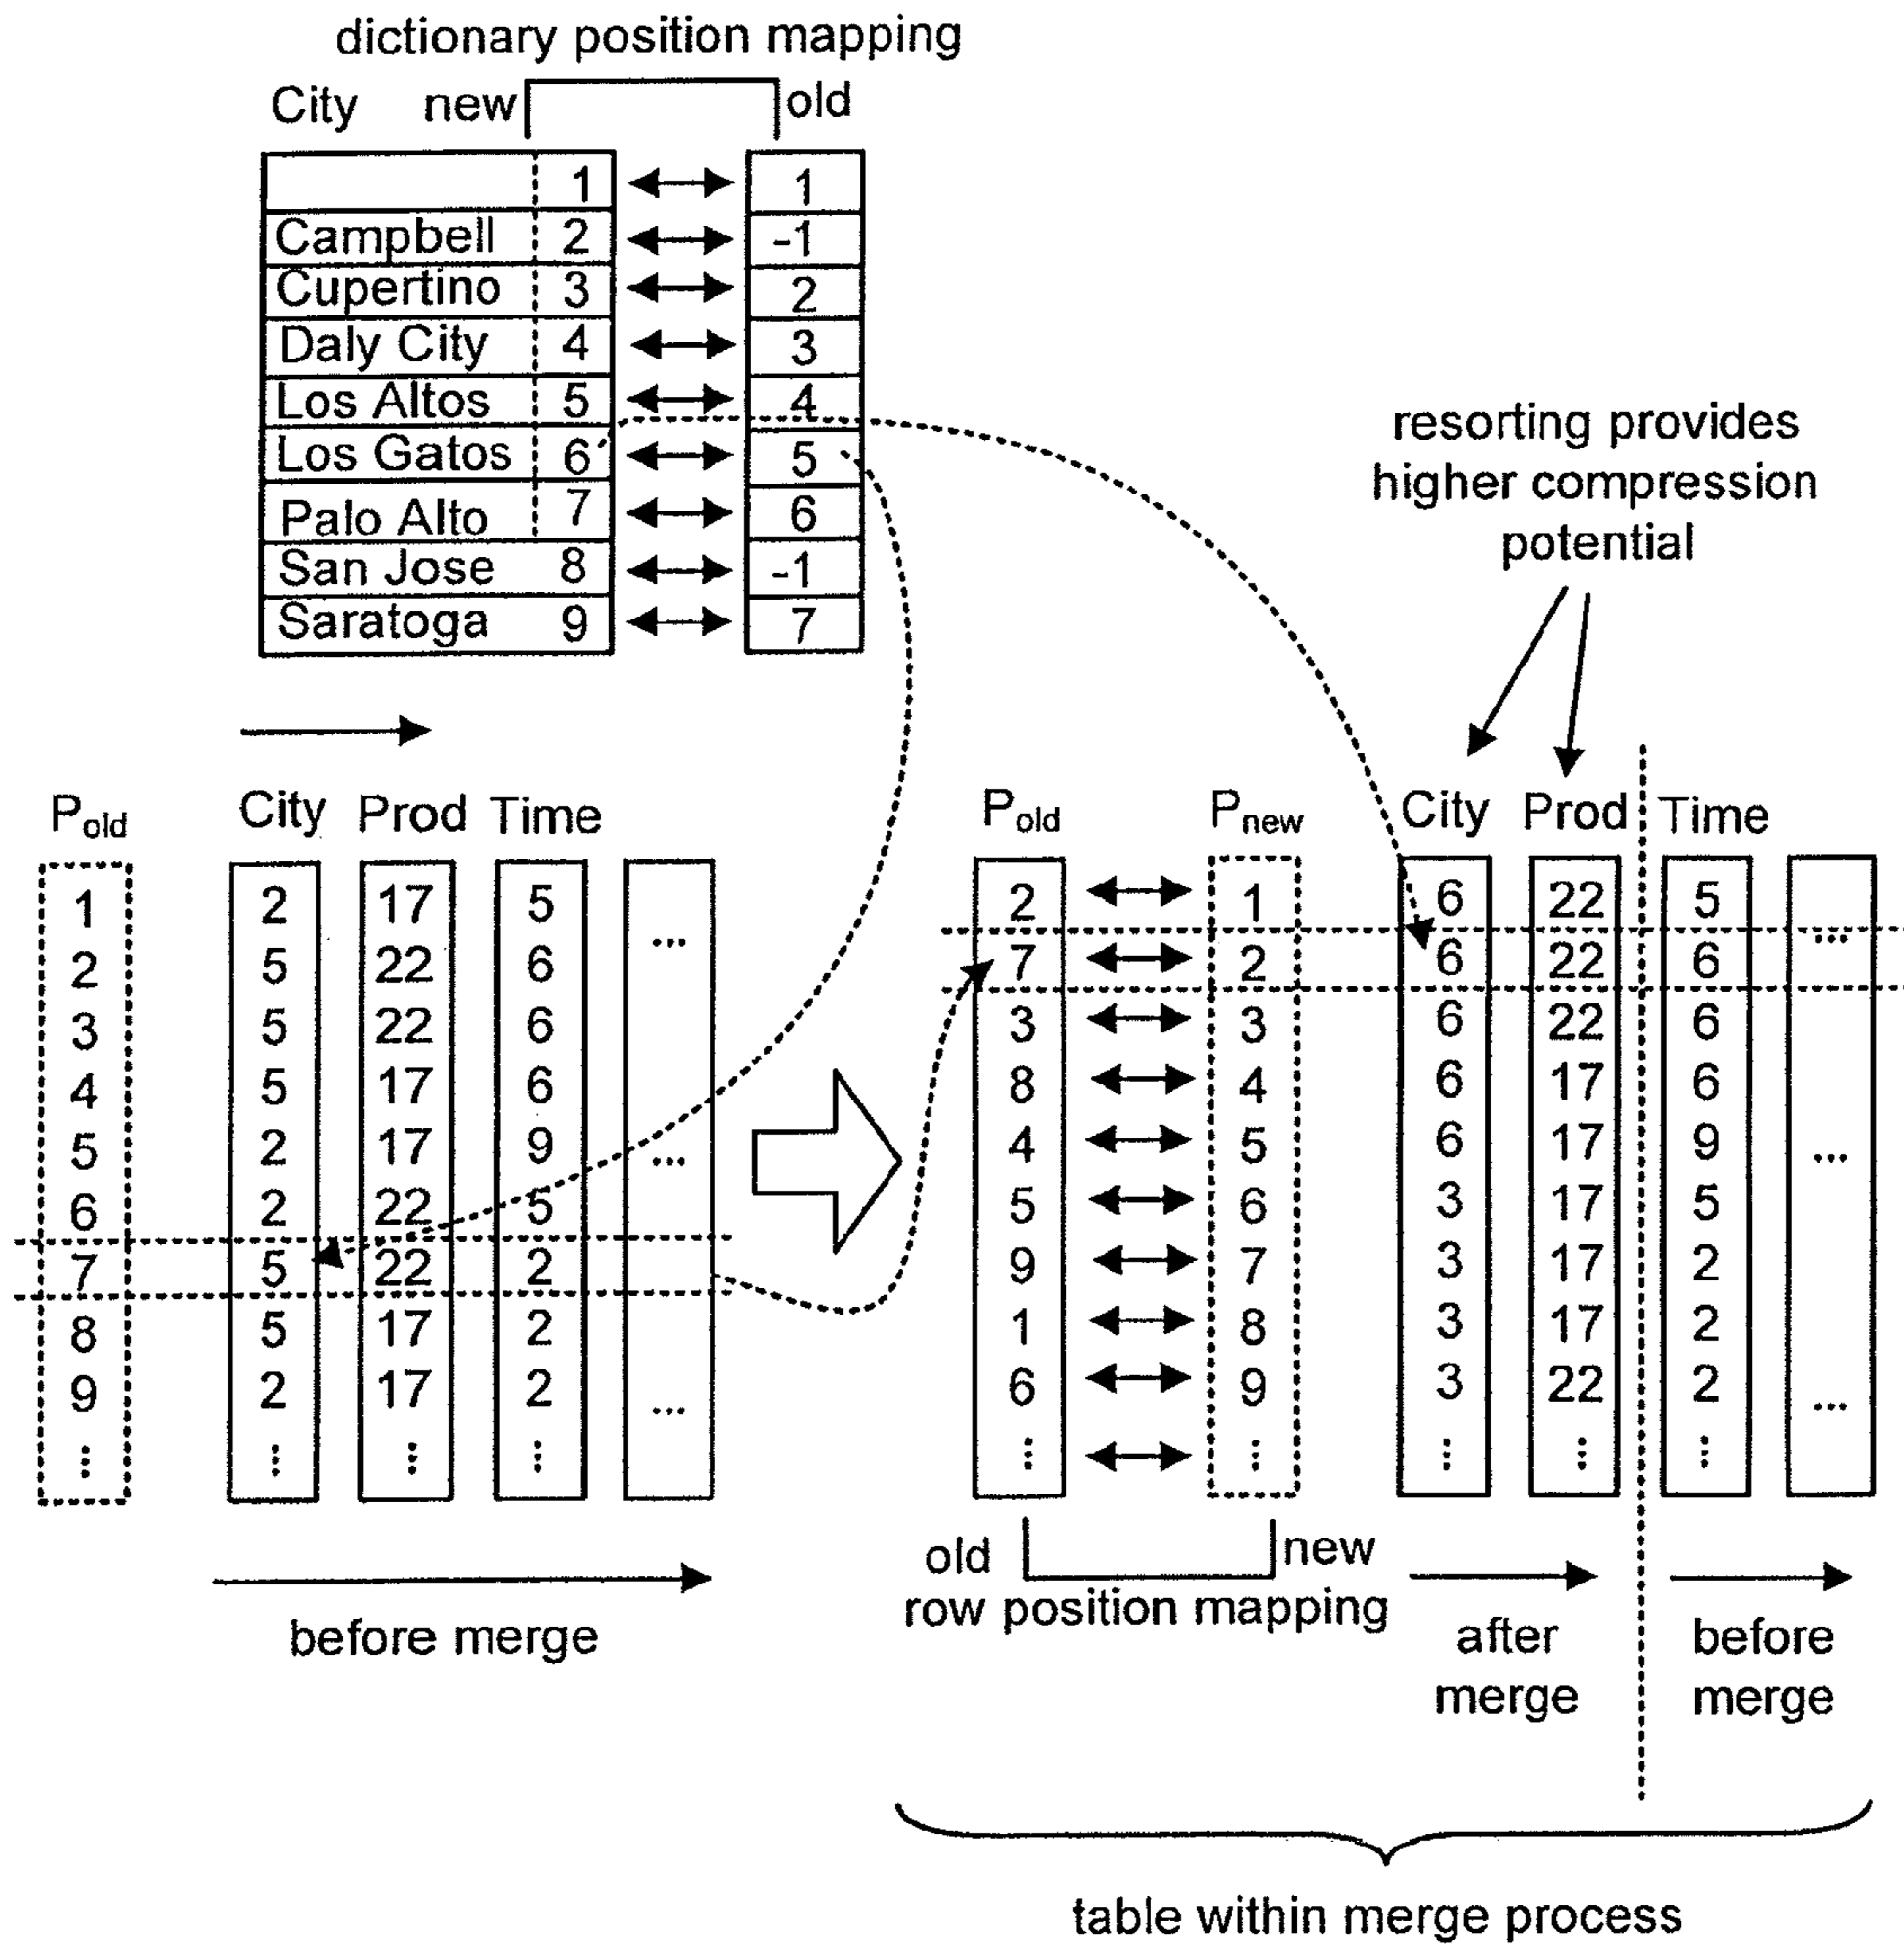 dictionary position mapping
City new old
1 1
Campbell 2 -1
Cupertino 3 2
Daly City 4 3
Los Altos 5 4
Los Gatos 6 5
Palo Alto 7 6
San Jose 8 -1
Saratoga 9 7
resorting provides
higher compression
potential
Pold City Prod Time
1 2 17 5 ...
2 5 22 6
3 5 22 6
4 5 17 6
5 2 17 9 ...
6 2 22 5
7 5 22 2
8 5 17 2
9 2 17 2 ...
⋮ ⋮ ⋮ ⋮
before merge
Pold Pnew City Prod Time
2 1 6 22 5 ...
7 2 6 22 6
3 3 6 22 6
8 4 6 17 6
4 5 6 17 9 ...
5 6 3 17 5
9 7 3 17 2
1 8 3 17 2
6 9 3 22 2 ...
⋮ ⋮ ⋮ ⋮ ⋮
old new
row position mapping
after
merge
before
merge
table within merge process